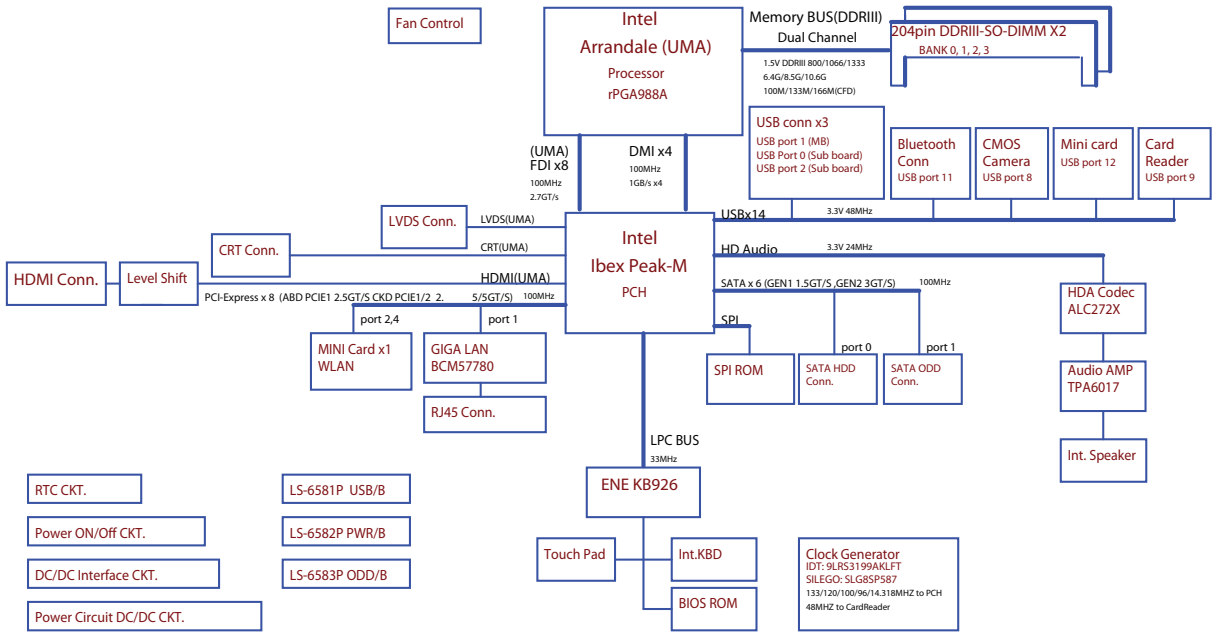 Fan Control
Intel
Arrandale (UMA)
Processor
rPGA988A
Memory BUS(DDRIII)
Dual Channel
1.5V DDRIII 800/1066/1333
6.4G/8.5G/10.6G
100M/133M/166M(CFD)
204pin DDRIII-SO-DIMM X2
BANK 0, 1, 2, 3
(UMA)
FDI x8
100MHz
2.7GT/s
DMI x4
100MHz
1GB/s x4
USB conn x3
USB port 1 (MB)
USB Port 0 (Sub board)
USB port 2 (Sub board)
Bluetooth
Conn
USB port 11
CMOS
Camera
USB port 8
Mini card
USB port 12
Card
Reader
USB port 9
USBx14
3.3V 48MHz
LVDS Conn.
LVDS(UMA)
CRT Conn.
CRT(UMA)
HDMI Conn.
Level Shift
HDMI(UMA)
Intel
Ibex Peak-M
PCH
HD Audio
3.3V 24MHz
PCI-Express x 8 (ABD PCIE1 2.5GT/S CKD PCIE1/2 2. 5/5GT/S) 100MHz
SATA x 6 (GEN1 1.5GT/S ,GEN2 3GT/S) 100MHz
SPI
port 2,4
port 1
MINI Card x1
WLAN
GIGA LAN
BCM57780
RJ45 Conn.
SPI ROM
port 0
SATA HDD
Conn.
port 1
SATA ODD
Conn.
HDA Codec
ALC272X
Audio AMP
TPA6017
Int. Speaker
LPC BUS
33MHz
ENE KB926
Touch Pad
Int.KBD
BIOS ROM
RTC CKT.
Power ON/Off CKT.
DC/DC Interface CKT.
Power Circuit DC/DC CKT.
LS-6581P USB/B
LS-6582P PWR/B
LS-6583P ODD/B
Clock Generator
IDT: 9LRS3199AKLFT
SILEGO: SLG8SP587
133/120/100/96/14.318MHZ to PCH
48MHZ to CardReader